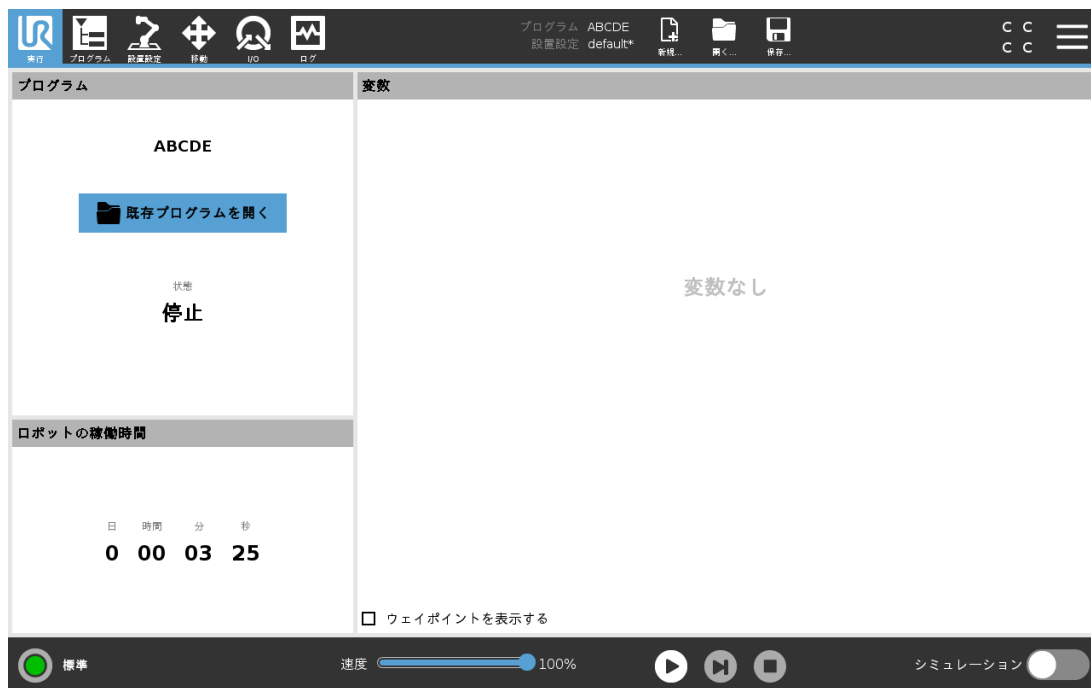 UR
実行
プログラム
設置設定
移動
I/O
ログ
プログラム ABCDE
設置設定 default*
新規...
開く...
保存...
C C
C C
プログラム
ABCDE
既存プログラムを開く
状態
停止
変数
変数なし
ロボットの稼働時間
日 時間 分 秒
0 00 03 25
ウェイポイントを表示する
標準
速度 100%
シミュレーション